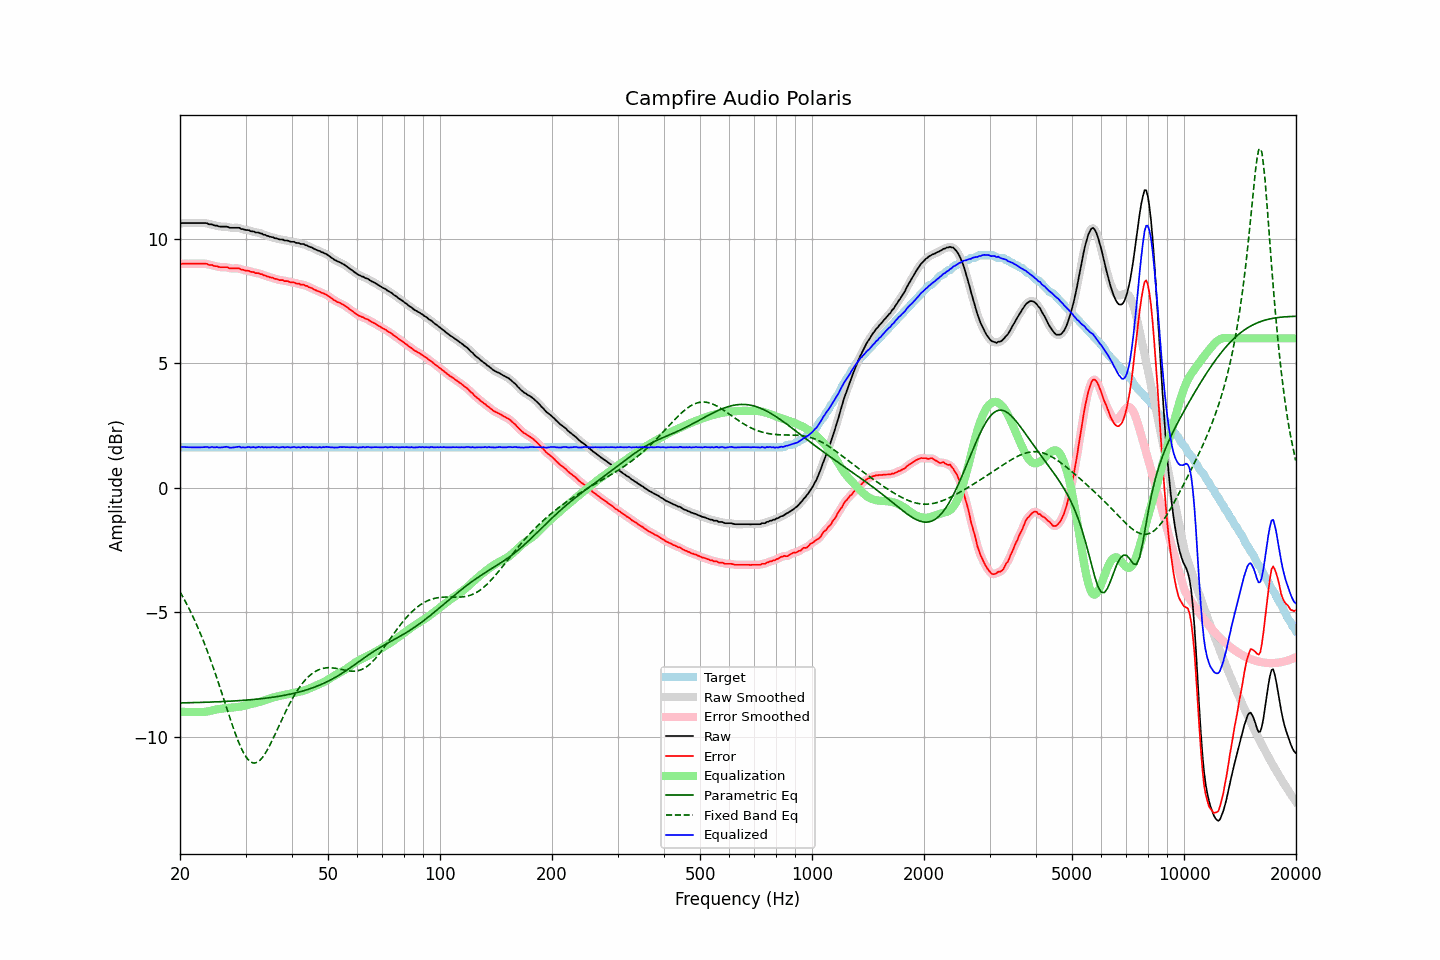 Campfire Audio Polaris
Amplitude (dBr)
10
5
0
−5
−10
Target
Raw Smoothed
Error Smoothed
Raw
Error
Equalization
Parametric Eq
Fixed Band Eq
Equalized
20 50 100 200 500 1000 2000 5000 10000 20000
Frequency (Hz)